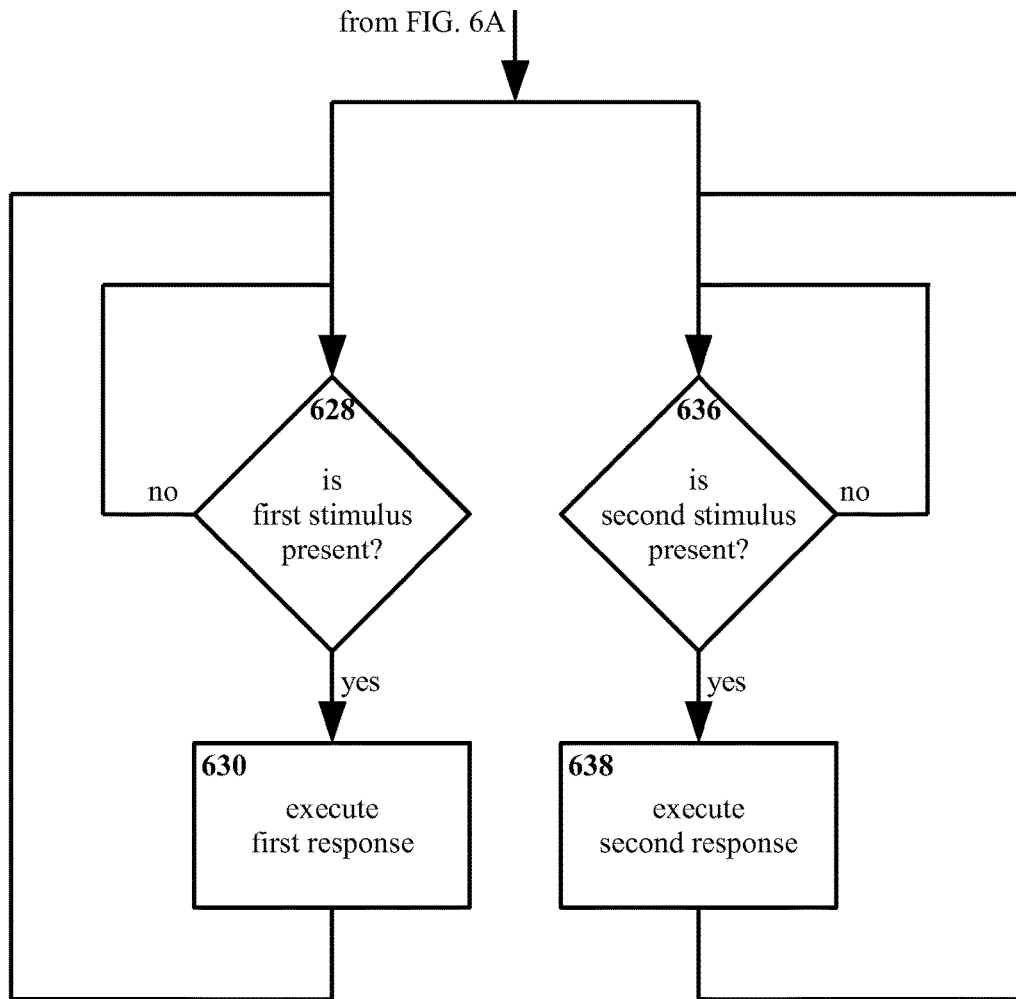 from FIG. 6A
628
is
first stimulus
present?
no
yes
630
execute
first response
636
is
second stimulus
present?
no
yes
638
execute
second response